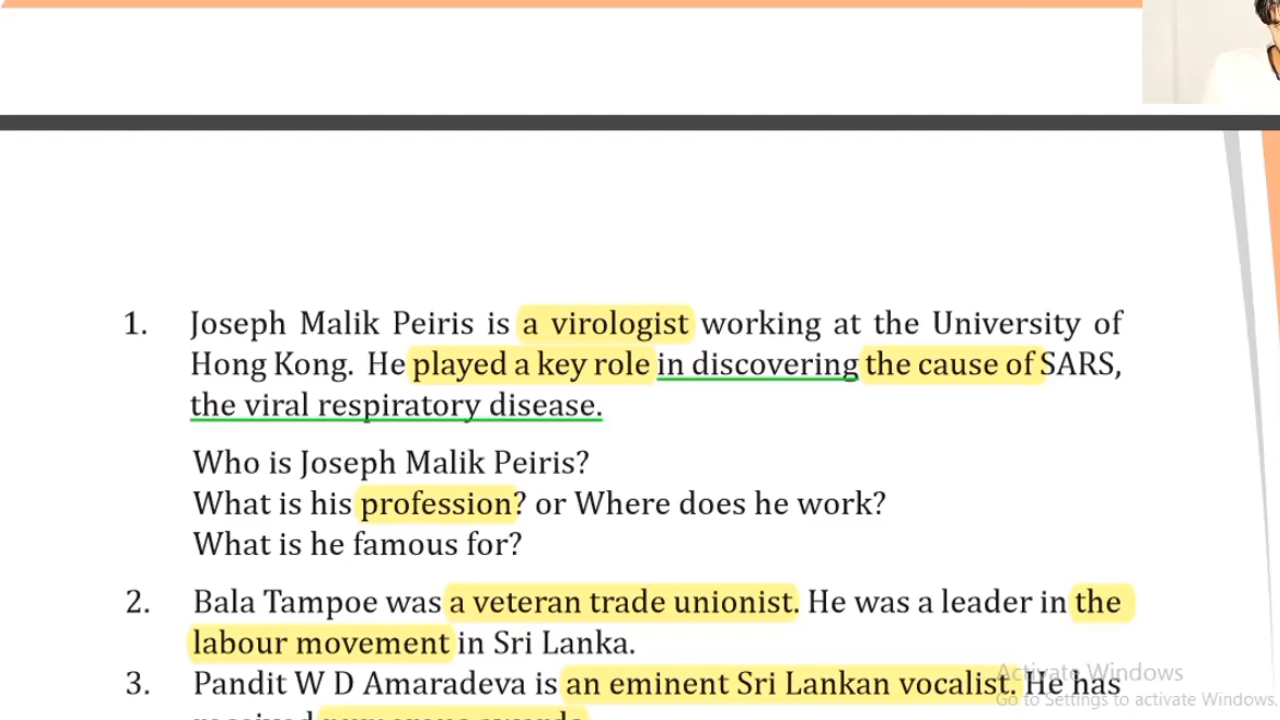 1. Joseph Malik Peiris is a virologist working at the University of
Hong Kong. He played a key role in discovering the cause of SARS,
the viral respiratory disease.
Who is Joseph Malik Peiris?
What is his profession? or Where does he work?
What is he famous for?
2. Bala Tampoe was a veteran trade unionist. He was a leader in the
labour movement in Sri Lanka.
3. Pandit W D Amaradeva is an eminent Sri Lankan vocalist. He has
received numerous awards.
Activate Windows
Go to Settings to activate Windows.